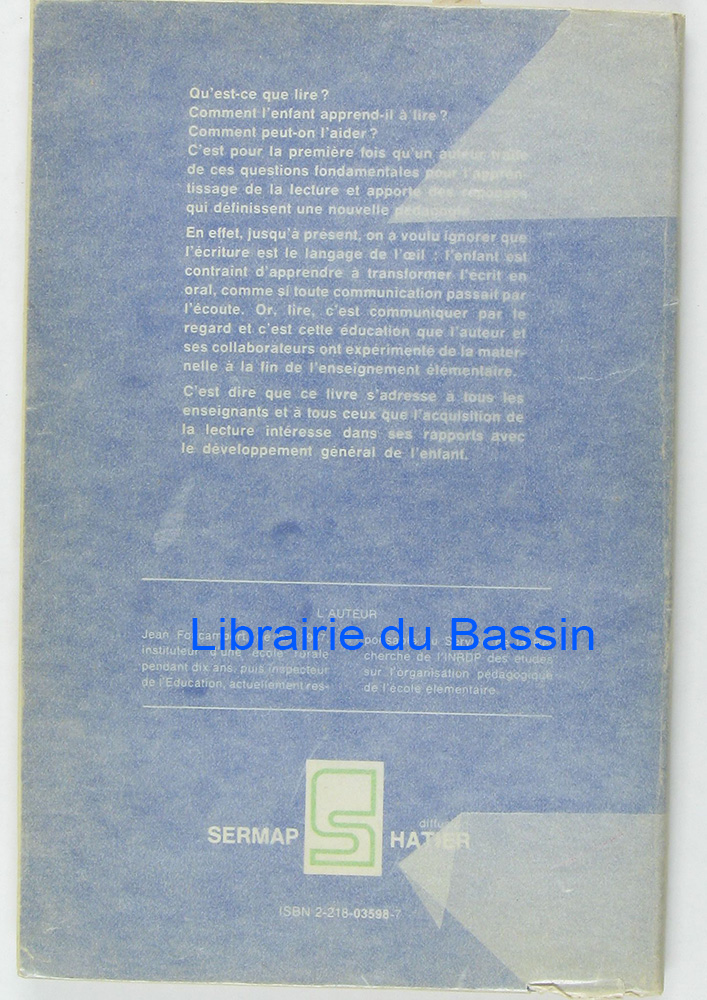 Qu'est-ce que lire ?
Comment l'enfant apprend-il à lire ?
Comment peut-on l'aider ?
C'est pour la première fois qu'un auteur traite
de ces questions fondamentales pour l'appren-
tissage de la lecture et apporte des réponses
qui définissent une nouvelle pédagogie.
En effet, jusqu'à présent, on a voulu ignorer que
l'écriture est le langage de l'œil : l'enfant est
contraint d'apprendre à transformer l'écrit en
oral, comme si toute communication passait par
l'écoute. Or, lire, c'est communiquer par le
regard et c'est cette éducation que l'auteur et
ses collaborateurs ont expérimenté de la mater-
nelle à la fin de l'enseignement élémentaire.
C'est dire que ce livre s'adresse à tous les
enseignants et à tous ceux que l'acquisition de
la lecture intéresse dans ses rapports avec
le développement général de l'enfant.
L'AUTEUR
Librairie du Bassin
Jean
instituteur d'une école rurale
pendant dix ans, puis inspecteur
de l'Education, actuellement res-
cherche de l'INRDP des études
sur l'organisation pédagogique
de l'école élémentaire.
SERMAP
HATIER
ISBN 2-218-03598-7